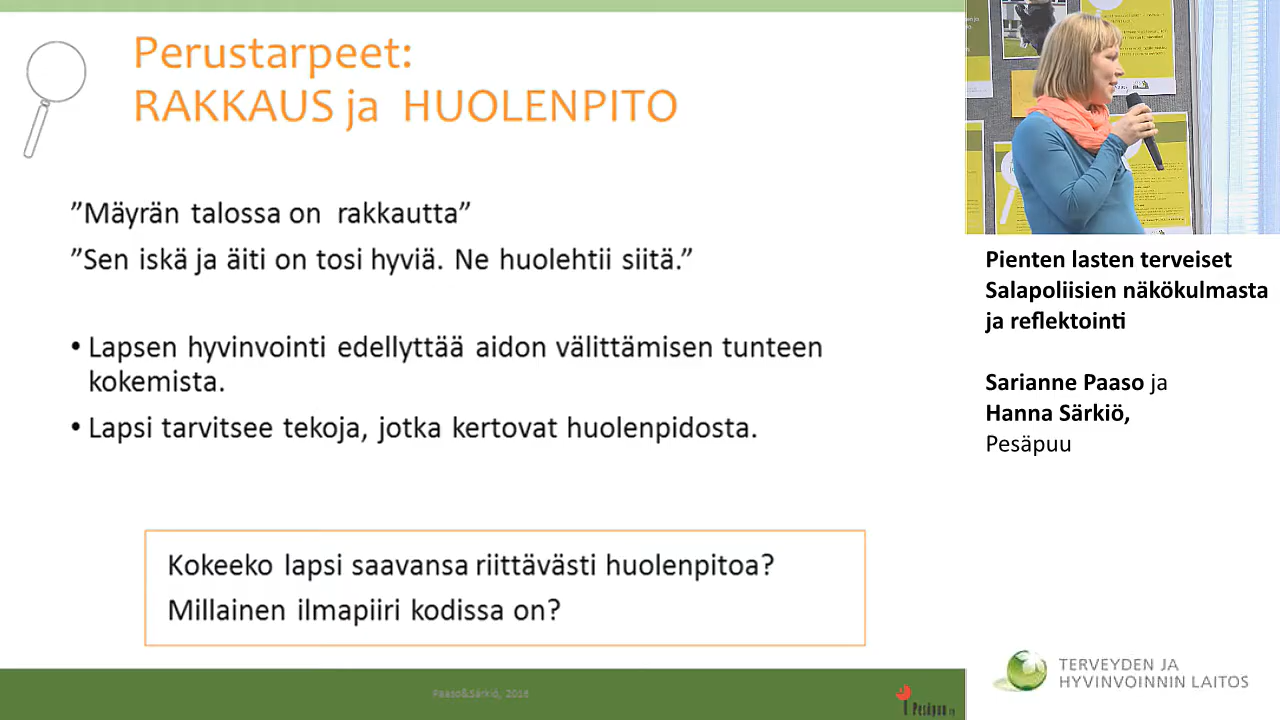 Perustarpeet:
RAKKAUS ja HUOLENPITO
”Mäyrän talossa on rakkautta”
”Sen iskä ja äiti on tosi hyviä. Ne huolehtii siitä.”
• Lapsen hyvinvointi edellyttää aidon välittämisen tunteen
kokemista.
• Lapsi tarvitsee tekoja, jotka kertovat huolenpidosta.
Kokeeko lapsi saavansa riittävästi huolenpitoa?
Millainen ilmapiiri kodissa on?
Paaso&Särkiö, 2016
Pesäpuu ry
Pienten lasten terveiset
Salapoliisien näkökulmasta
ja reflektointi
Sarianne Paaso ja
Hanna Särkiö,
Pesäpuu
TERVEYDEN JA
HYVINVOINNIN LAITOS